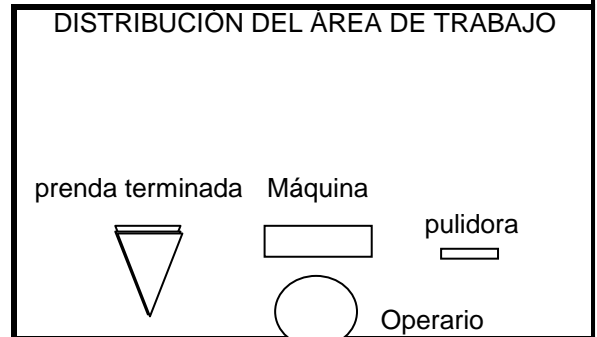 DISTRIBUCIÓN DEL ÁREA DE TRABAJO
prenda terminada Máquina
pulidora
Operario